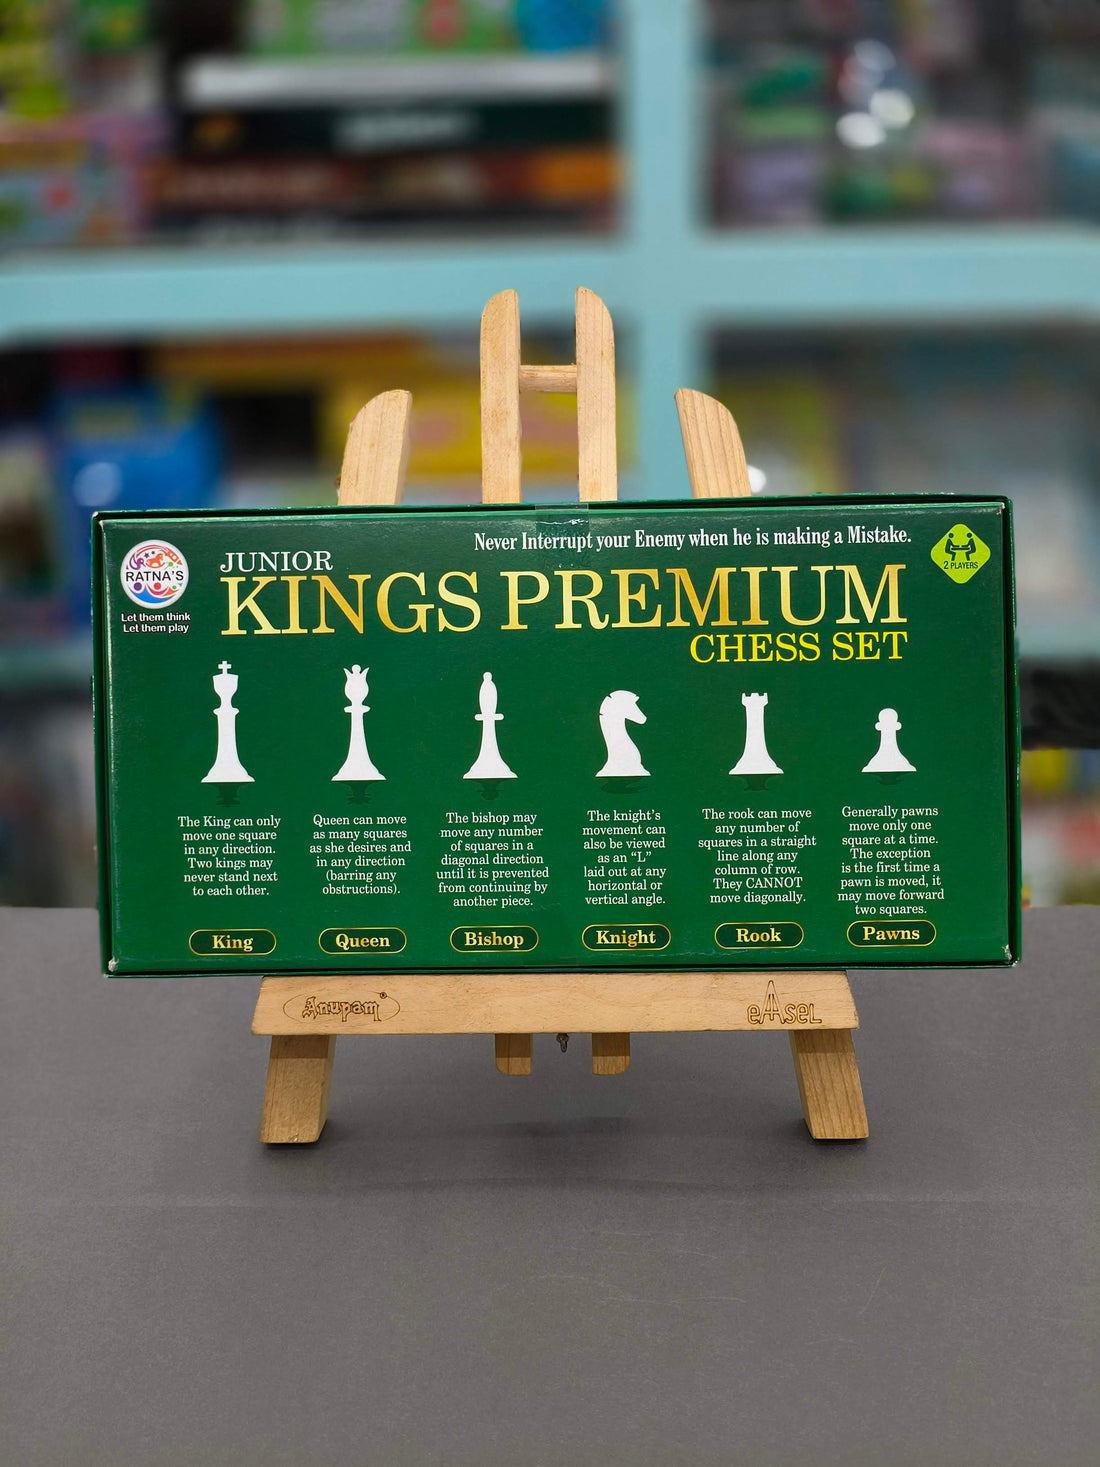 Never Interrupt your Enemy when he is making a Mistake.
RATNA'S
Let them think
Let them play
JUNIOR
KINGS PREMIUM
CHESS SET
2 PLAYERS
The King can only
move one square
in any direction.
Two kings may
never stand next
to each other.
King
Queen can move
as many squares
as she desires and
in any direction
(barring any
obstructions).
Queen
The bishop may
move any number
of squares in a
diagonal direction
until it is prevented
from continuing by
another piece.
Bishop
The knight's
movement can
also be viewed
as an “L”
laid out at any
horizontal or
vertical angle.
Knight
The rook can move
any number of
squares in a straight
line along any
column of row.
They CANNOT
move diagonally.
Rook
Generally pawns
move only one
square at a time.
The exception
is the first time a
pawn is moved, it
may move forward
two squares.
Pawns
Anupam®
eAsel